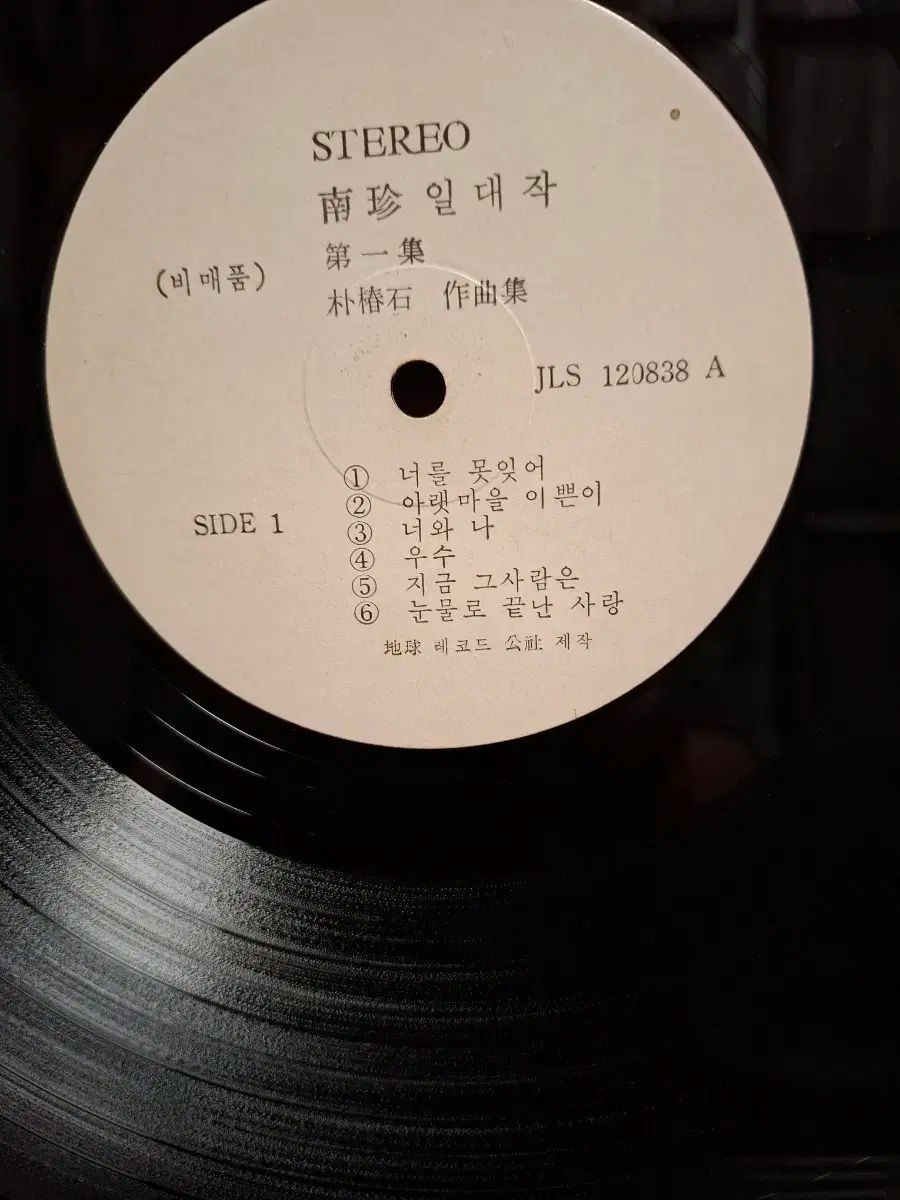 STEREO
南珍 일대작
第一集
(비매품)
朴椿石 作曲集
JLS 120838 A
SIDE 1
① 너를 못잊어
② 아랫마을 이쁜이
③ 너와 나
④ 우수
⑤ 지금 그사람은
⑥ 눈물로 끝난 사랑
地球 레코드 公社 제작